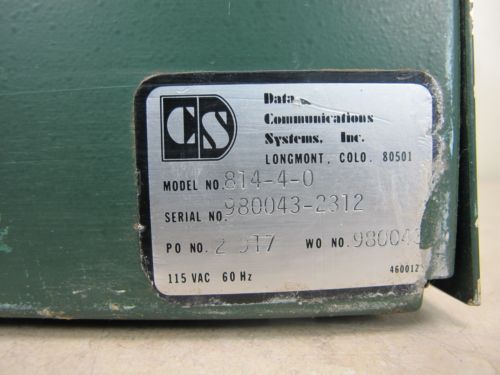 DCS
Data
Communications
Systems, Inc.
LONGMONT, COLO. 80501
MODEL NO. 814-4-0
SERIAL NO. 980043-2312
PO NO. WO NO.
115 VAC 60 Hz